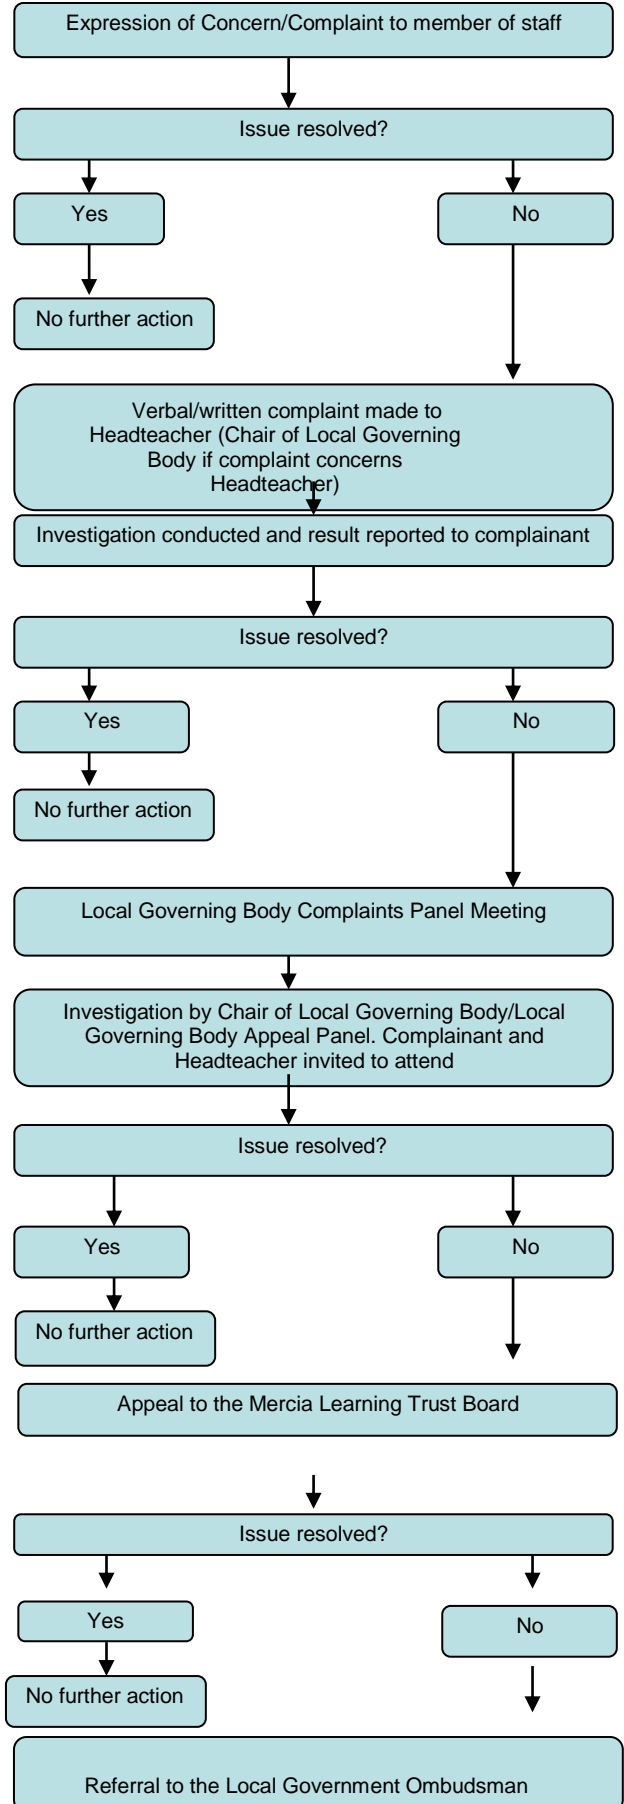 Expression of Concern/Complaint to member of staff
Issue resolved?
Yes
No
No further action
Verbal/written complaint made to
Headteacher (Chair of Local Governing
Body if complaint concerns
Headteacher)
Investigation conducted and result reported to complainant
Issue resolved?
Yes
No
No further action
Local Governing Body Complaints Panel Meeting
Investigation by Chair of Local Governing Body/Local
Governing Body Appeal Panel. Complainant and
Headteacher invited to attend
Issue resolved?
Yes
No
No further action
Appeal to the Mercia Learning Trust Board
Issue resolved?
Yes
No
No further action
Referral to the Local Government Ombudsman